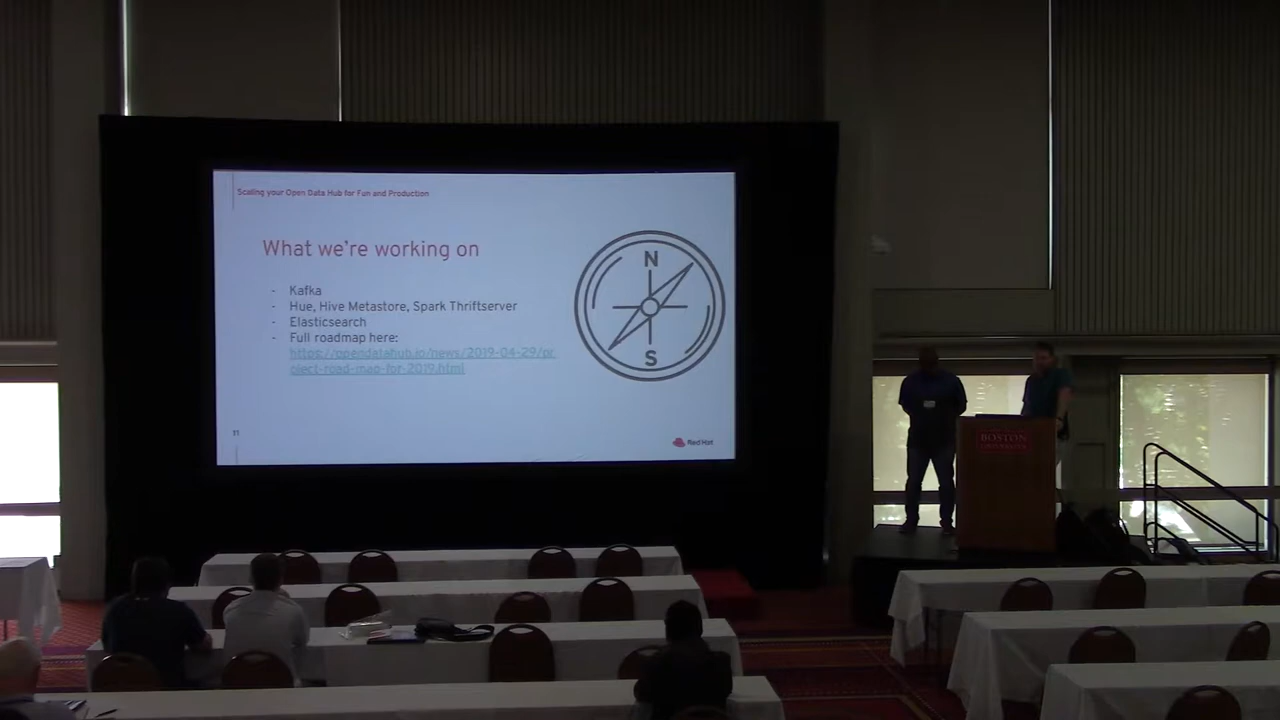 Scaling your Open Data Hub for Fun and Production
What we're working on
N
- Kafka
- Hue, Hive Metastore, Spark Thriftserver
- Elasticsearch
- Full roadmap here:
https://opendatahub.io/news/2019-04-29/pr
oject-road-map-for-2019.html
S
11
Red Hat
BOSTON
UNIVERSITY